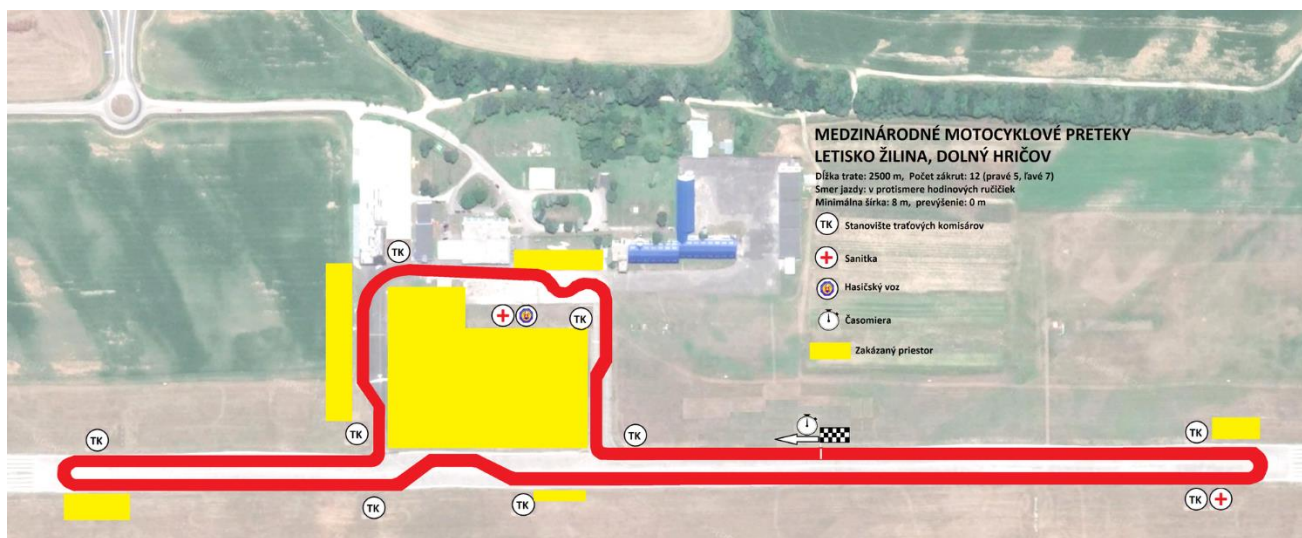 MEDZINÁRODNÉ MOTOCYKLOVÉ PRETEKY
LETISKO ŽILINA, DOLNÝ HRIČOV
Dĺžka trate: 2500 m, Počet zákrut: 12 (pravé 5, ľavé 7)
Smer jazdy: v protismere hodinových ručičiek
Minimálna šírka: 8 m, prevýšenie: 0 m
TK Stanovište traťových komisárov
Sanitka
Hasičský voz
Časomiera
Zakázaný priestor
TK
TK
TK
TK
TK
TK
TK
TK
TK